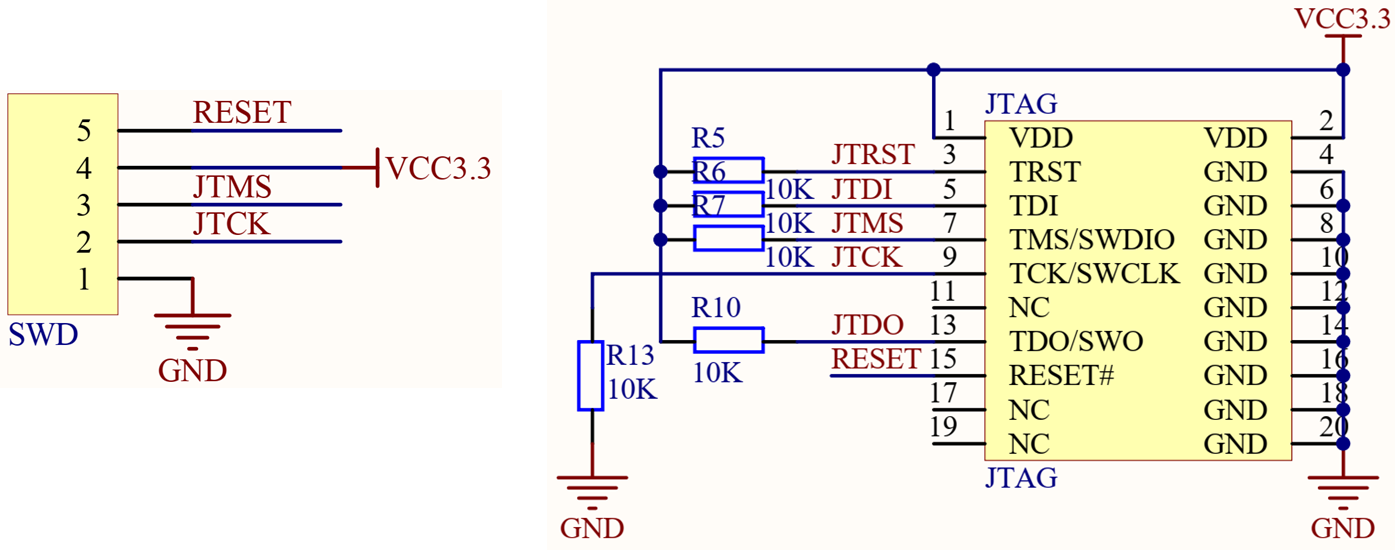 RESET
5
4
VCC3.3
JTMS
3
JTCK
2
1
SWD
GND
VCC3.3
JTAG
1 VDD VDD 2
R5
JTRST 3 TRST GND 4
R6
10K JTDI 5 TDI GND 6
R7
10K JTMS 7 TMS/SWDIO GND 8
10K JTCK 9 TCK/SWCLK GND 10
11 NC GND 12
R10
JTDO 13 TDO/SWO GND 14
R13
10K
10K
RESET 15 RESET# GND 16
17 NC GND 18
19 NC GND 20
JTAG
GND
GND